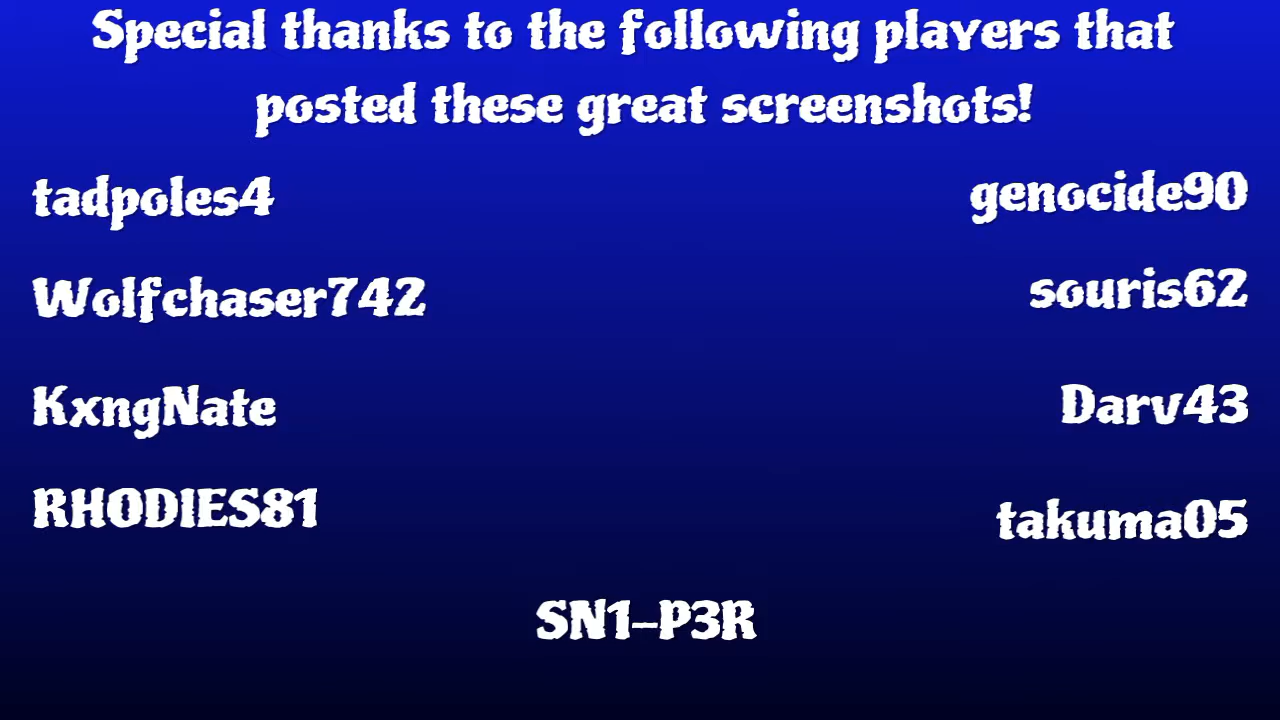 Special thanks to the following players that
posted these great screenshots!
tadpoles4
genocide90
Wolfchaser742
souris62
KxngNate
Darv43
RHODIES81
takuma05
SN1-P3R